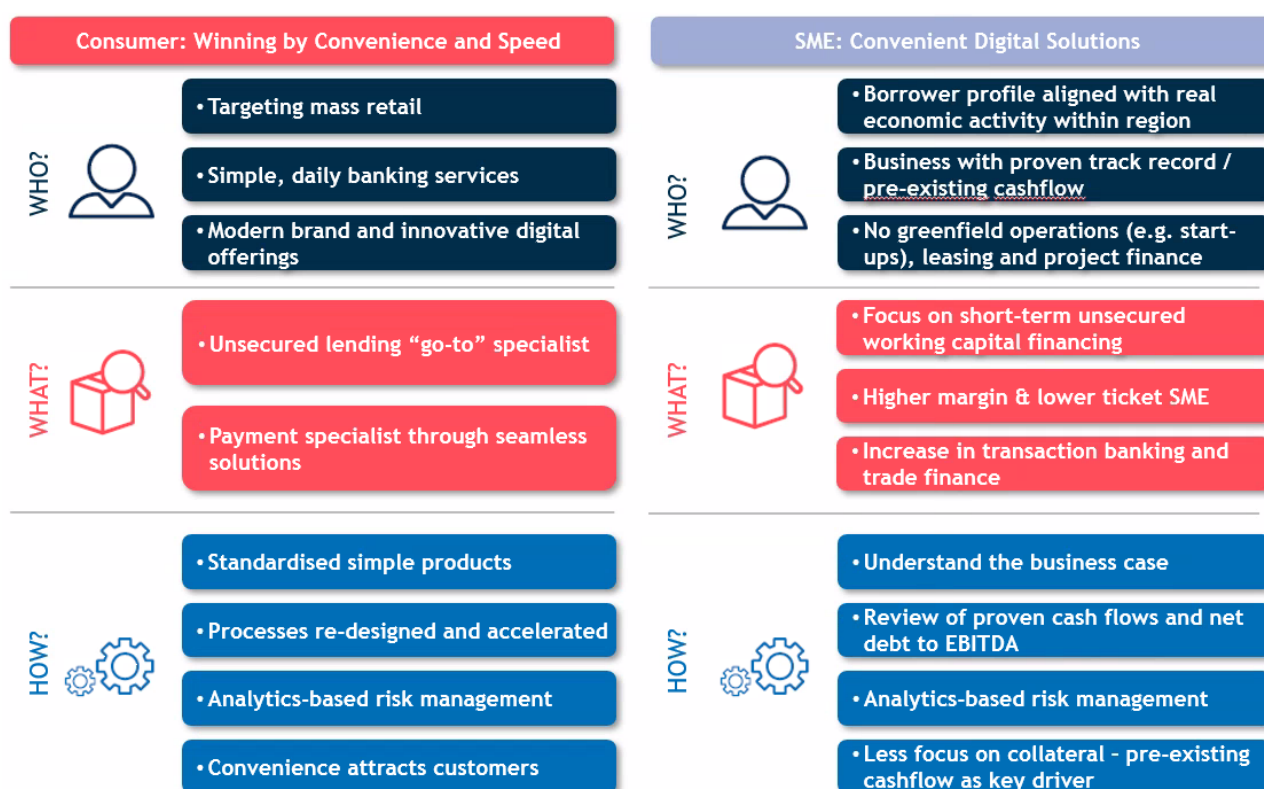 Consumer: Winning by Convenience and Speed
WHO?
• Targeting mass retail
• Simple, daily banking services
• Modern brand and innovative digital
offerings
WHAT?
• Unsecured lending “go-to” specialist
• Payment specialist through seamless
solutions
HOW?
• Standardised simple products
• Processes re-designed and accelerated
• Analytics-based risk management
• Convenience attracts customers
SME: Convenient Digital Solutions
WHO?
• Borrower profile aligned with real
economic activity within region
• Business with proven track record /
pre-existing cashflow
• No greenfield operations (e.g. start-
ups), leasing and project finance
WHAT?
• Focus on short-term unsecured
working capital financing
• Higher margin & lower ticket SME
• Increase in transaction banking and
trade finance
HOW?
• Understand the business case
• Review of proven cash flows and net
debt to EBITDA
• Analytics-based risk management
• Less focus on collateral – pre-existing
cashflow as key driver